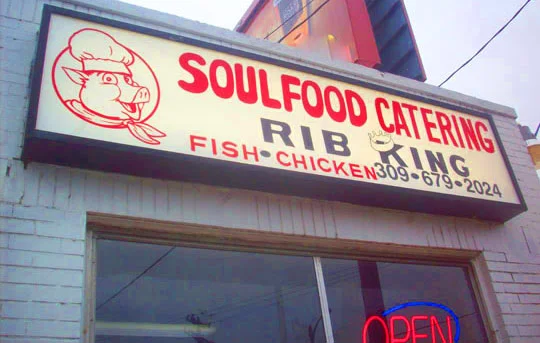 SOULFOOD CATERING
RIB KING
FISH•CHICKEN 309•679•2024
OPEN